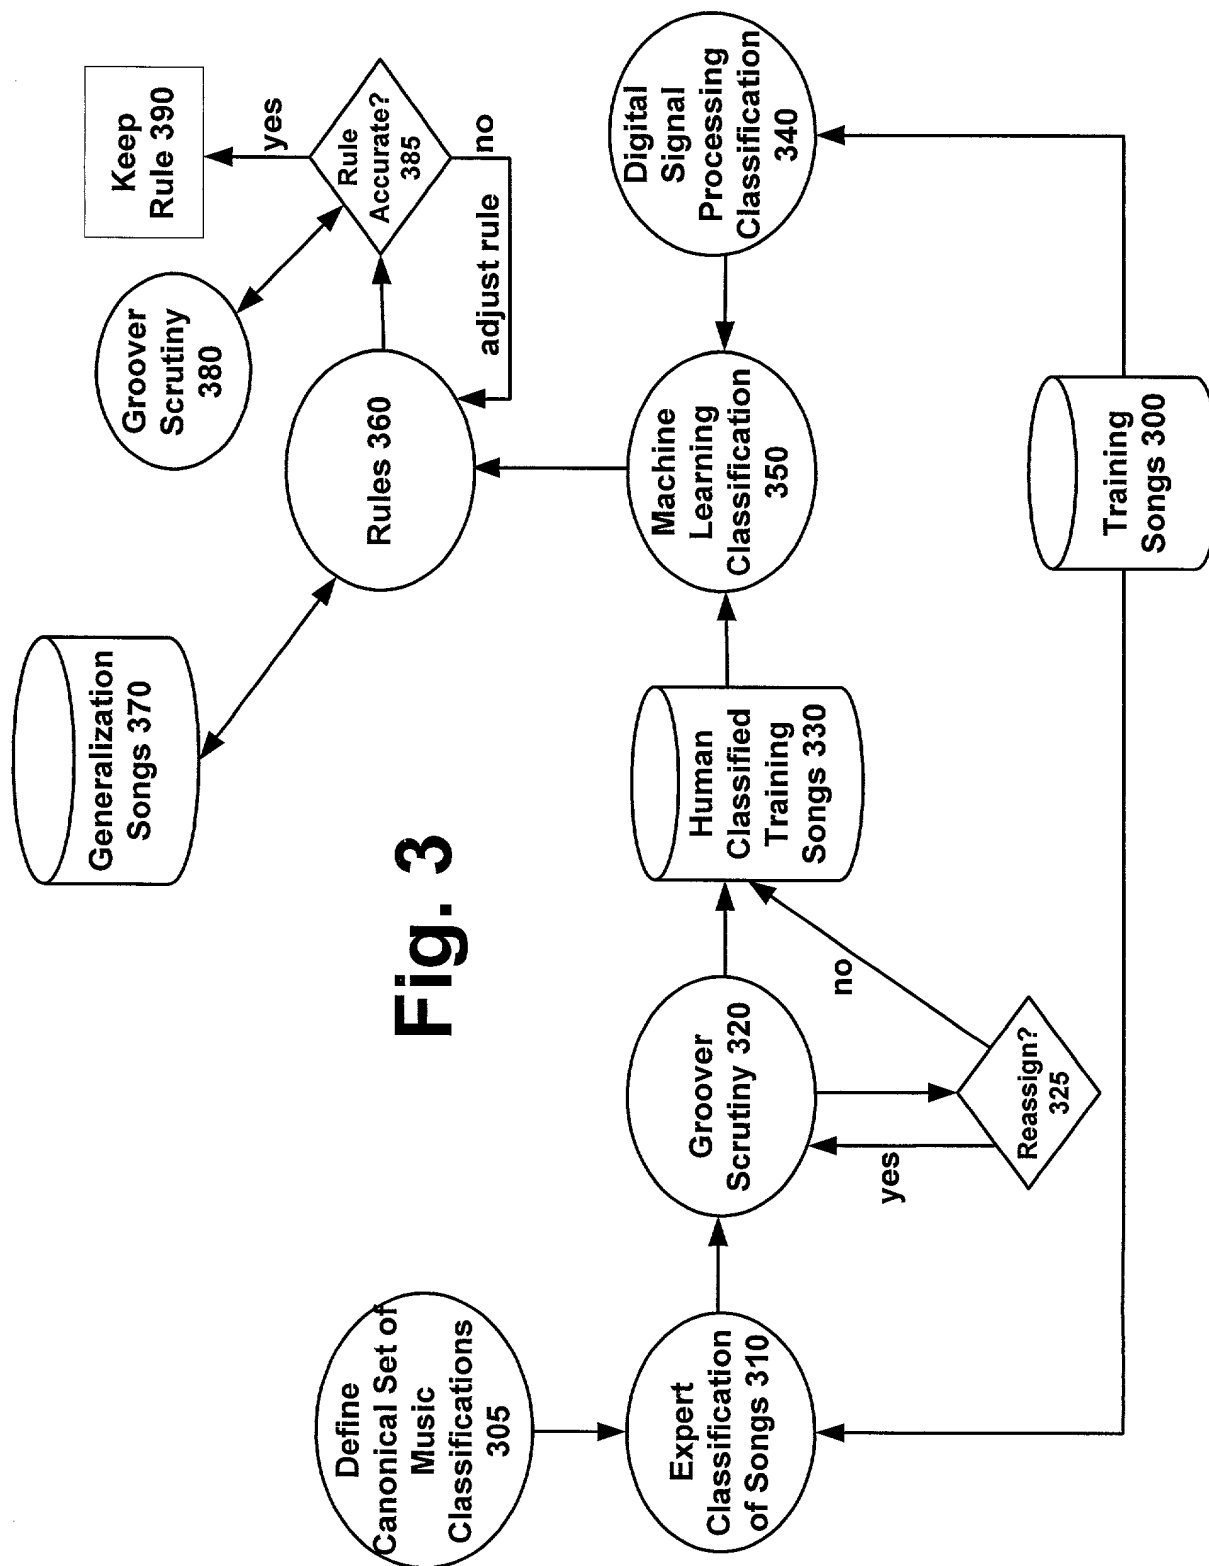 Define
Canonical Set of
Music
Classifications
305
Expert
Classification
of Songs 310
Groover
Scrutiny 320
yes
no
Reassign?
325
Human
Classified
Training
Songs 330
Machine
Learning
Classification
350
Digital
Signal
Processing
Classification
340
Training
Songs 300
Generalization
Songs 370
Rules 360
Groover
Scrutiny
380
Rule
Accurate?
385
yes
no
adjust rule
Keep
Rule 390
Fig. 3